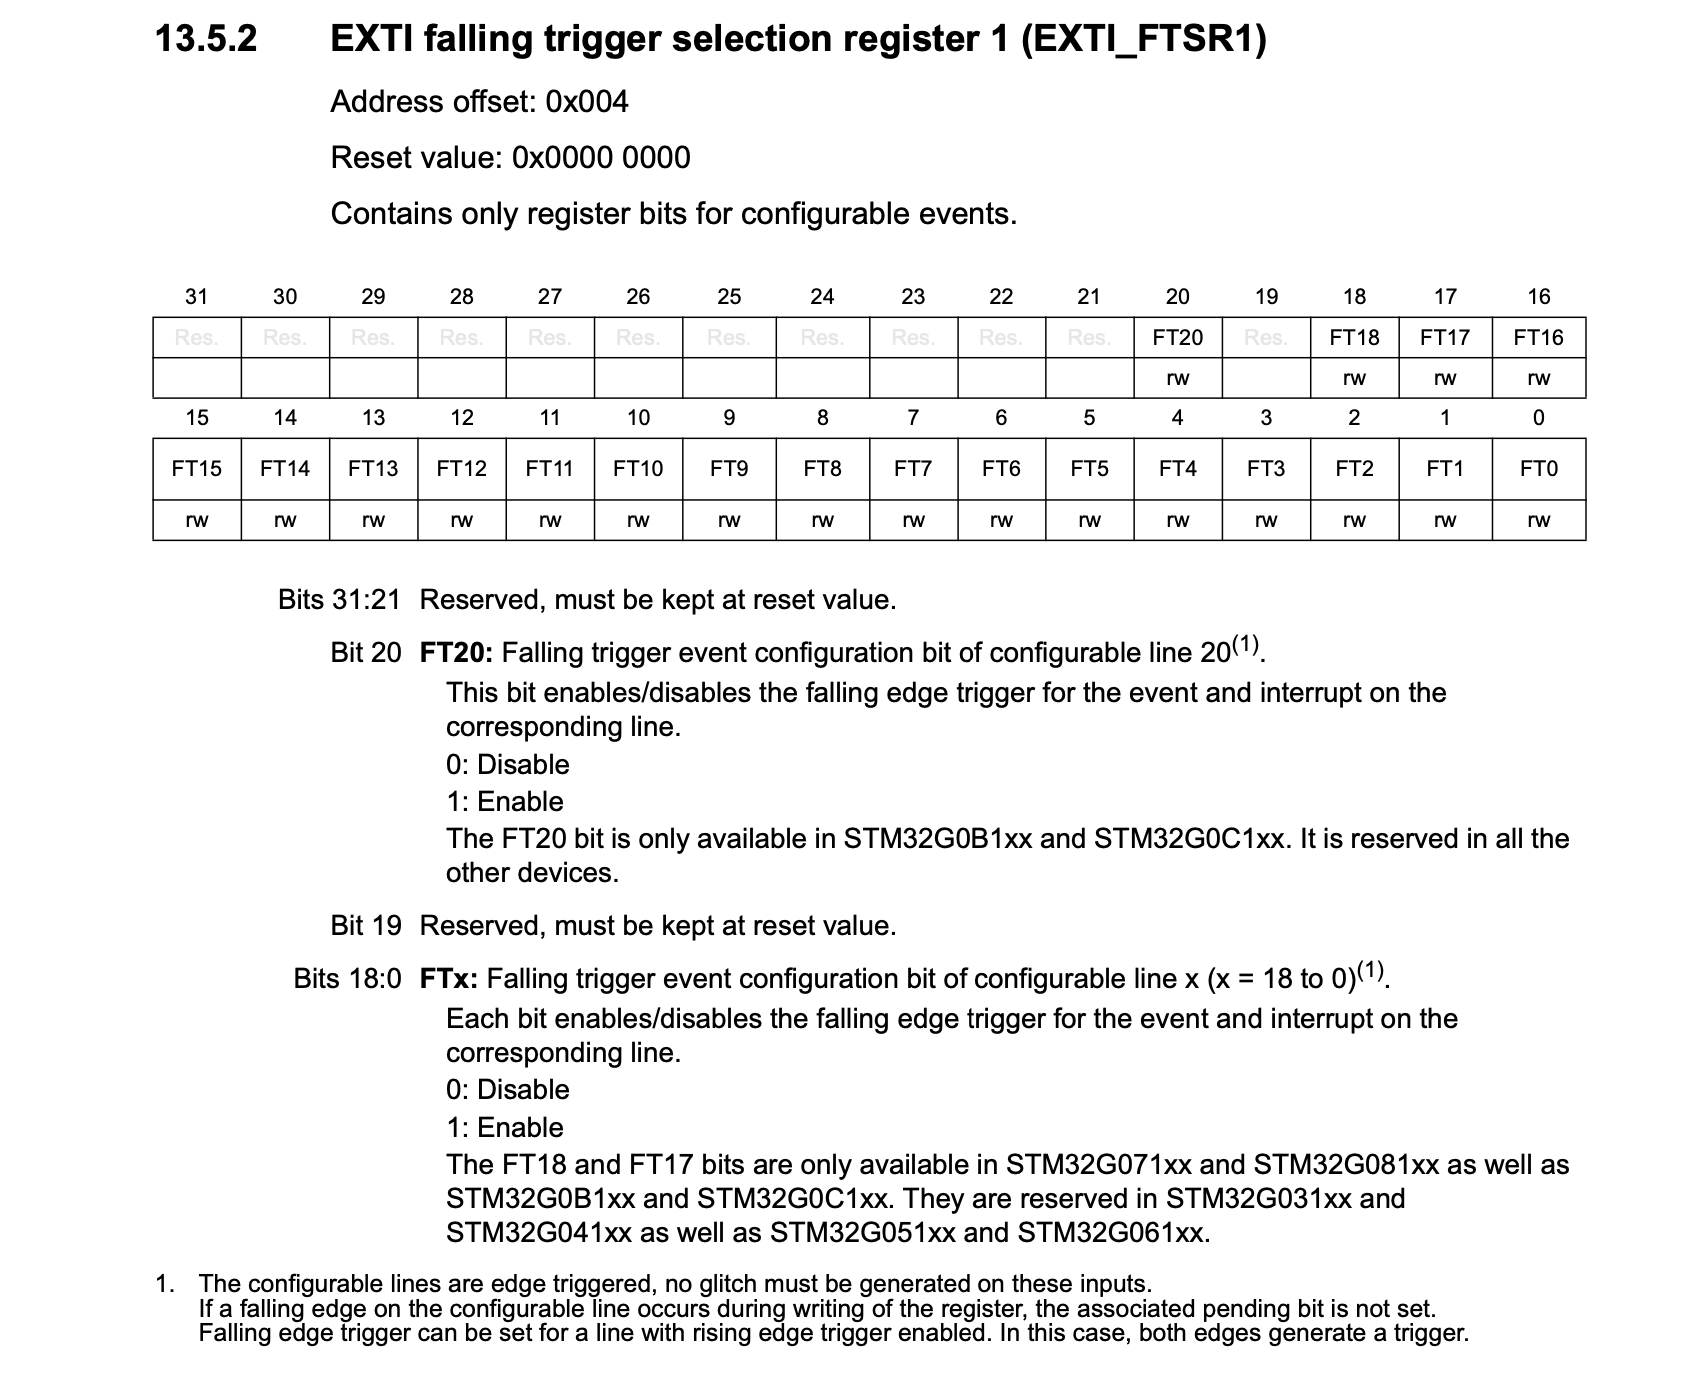 13.5.2 EXTI falling trigger selection register 1 (EXTI_FTSR1)
Address offset: 0x004
Reset value: 0x0000 0000
Contains only register bits for configurable events.
31 30 29 28 27 26 25 24 23 22 21 20 19 18 17 16
Res. Res. Res. Res. Res. Res. Res. Res. Res. Res. Res. FT20 Res. FT18 FT17 FT16
rw rw rw rw
15 14 13 12 11 10 9 8 7 6 5 4 3 2 1 0
FT15 FT14 FT13 FT12 FT11 FT10 FT9 FT8 FT7 FT6 FT5 FT4 FT3 FT2 FT1 FT0
rw rw rw rw rw rw rw rw rw rw rw rw rw rw rw rw
Bits 31:21 Reserved, must be kept at reset value.
Bit 20 FT20: Falling trigger event configuration bit of configurable line 20(1).
This bit enables/disables the falling edge trigger for the event and interrupt on the
corresponding line.
0: Disable
1: Enable
The FT20 bit is only available in STM32G0B1xx and STM32G0C1xx. It is reserved in all the
other devices.
Bit 19 Reserved, must be kept at reset value.
Bits 18:0 FTx: Falling trigger event configuration bit of configurable line x (x = 18 to 0)(1).
Each bit enables/disables the falling edge trigger for the event and interrupt on the
corresponding line.
0: Disable
1: Enable
The FT18 and FT17 bits are only available in STM32G071xx and STM32G081xx as well as
STM32G0B1xx and STM32G0C1xx. They are reserved in STM32G031xx and
STM32G041xx as well as STM32G051xx and STM32G061xx.
1. The configurable lines are edge triggered, no glitch must be generated on these inputs.
If a falling edge on the configurable line occurs during writing of the register, the associated pending bit is not set.
Falling edge trigger can be set for a line with rising edge trigger enabled. In this case, both edges generate a trigger.